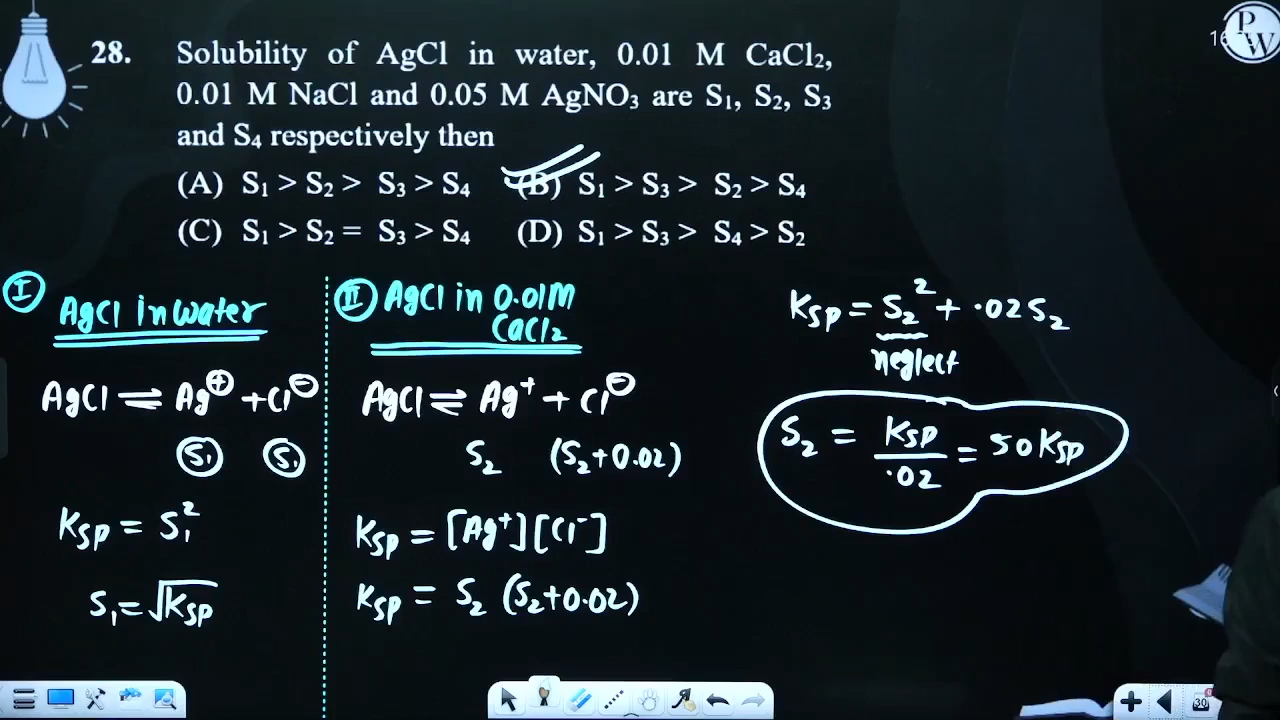 28. Solubility of AgCl in water, 0.01 M CaCl₂,
0.01 M NaCl and 0.05 M AgNO₃ are S₁, S₂, S₃
and S₄ respectively then
(A) S₁ > S₂ > S₃ > S₄ (B) S₁ > S₃ > S₂ > S₄
(C) S₁ > S₂ = S₃ > S₄ (D) S₁ > S₃ > S₄ > S₂
I AgCl in water
AgCl ⇌ Ag⊕ + Cl⊖
S₁ S₁
Ksp = S₁²
S₁ = √Ksp
II AgCl in 0.01M
CaCl₂
AgCl ⇌ Ag⁺ + Cl⊖
S₂ (S₂+0.02)
Ksp = [Ag⁺][Cl⁻]
Ksp = S₂ (S₂+0.02)
Ksp = S₂² + .02S₂
neglect
S₂ = Ksp/.02 = 50Ksp
PW
30